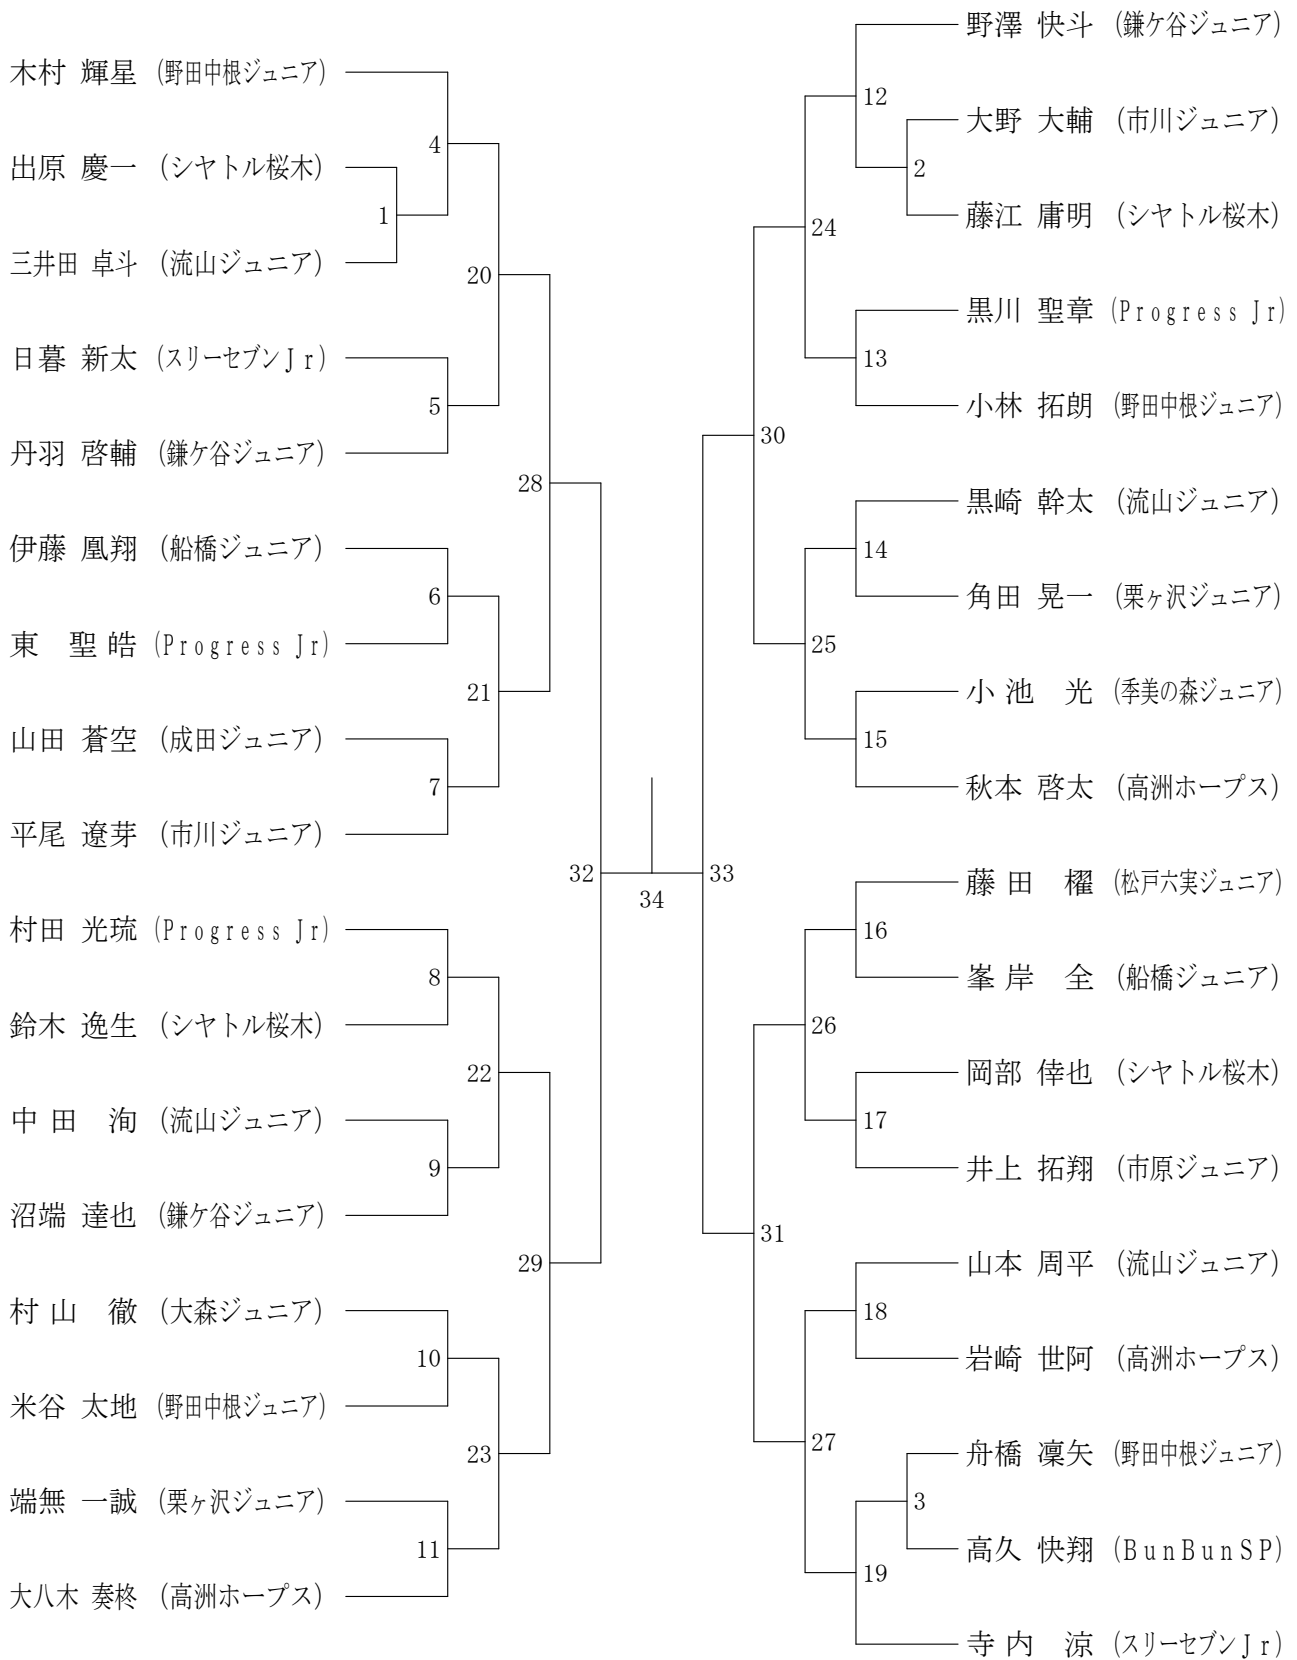 木村 輝星 (野田中根ジュニア)
出原 慶一 (シヤトル桜木)
三井田 卓斗 (流山ジュニア)
日暮 新太 (スリーセブンJr)
丹羽 啓輔 (鎌ケ谷ジュニア)
伊藤 凰翔 (船橋ジュニア)
東 聖皓 (Progress Jr)
山田 蒼空 (成田ジュニア)
平尾 遼芽 (市川ジュニア)
村田 光琉 (Progress Jr)
鈴木 逸生 (シヤトル桜木)
中田 洵 (流山ジュニア)
沼端 達也 (鎌ケ谷ジュニア)
村山 徹 (大森ジュニア)
米谷 太地 (野田中根ジュニア)
端無 一誠 (栗ヶ沢ジュニア)
大八木 奏柊 (高洲ホープス)
1
4
5
6
7
8
9
10
11
20
21
22
23
28
29
32
34
33
30
31
24
25
26
27
12
13
14
15
16
17
18
19
2
3
野澤 快斗 (鎌ケ谷ジュニア)
大野 大輔 (市川ジュニア)
藤江 庸明 (シヤトル桜木)
黒川 聖章 (Progress Jr)
小林 拓朗 (野田中根ジュニア)
黒崎 幹太 (流山ジュニア)
角田 晃一 (栗ヶ沢ジュニア)
小池 光 (季美の森ジュニア)
秋本 啓太 (高洲ホープス)
藤田 櫂 (松戸六実ジュニア)
峯岸 全 (船橋ジュニア)
岡部 倖也 (シヤトル桜木)
井上 拓翔 (市原ジュニア)
山本 周平 (流山ジュニア)
岩崎 世阿 (高洲ホープス)
舟橋 凜矢 (野田中根ジュニア)
高久 快翔 (BunBunSP)
寺内 涼 (スリーセブンJr)